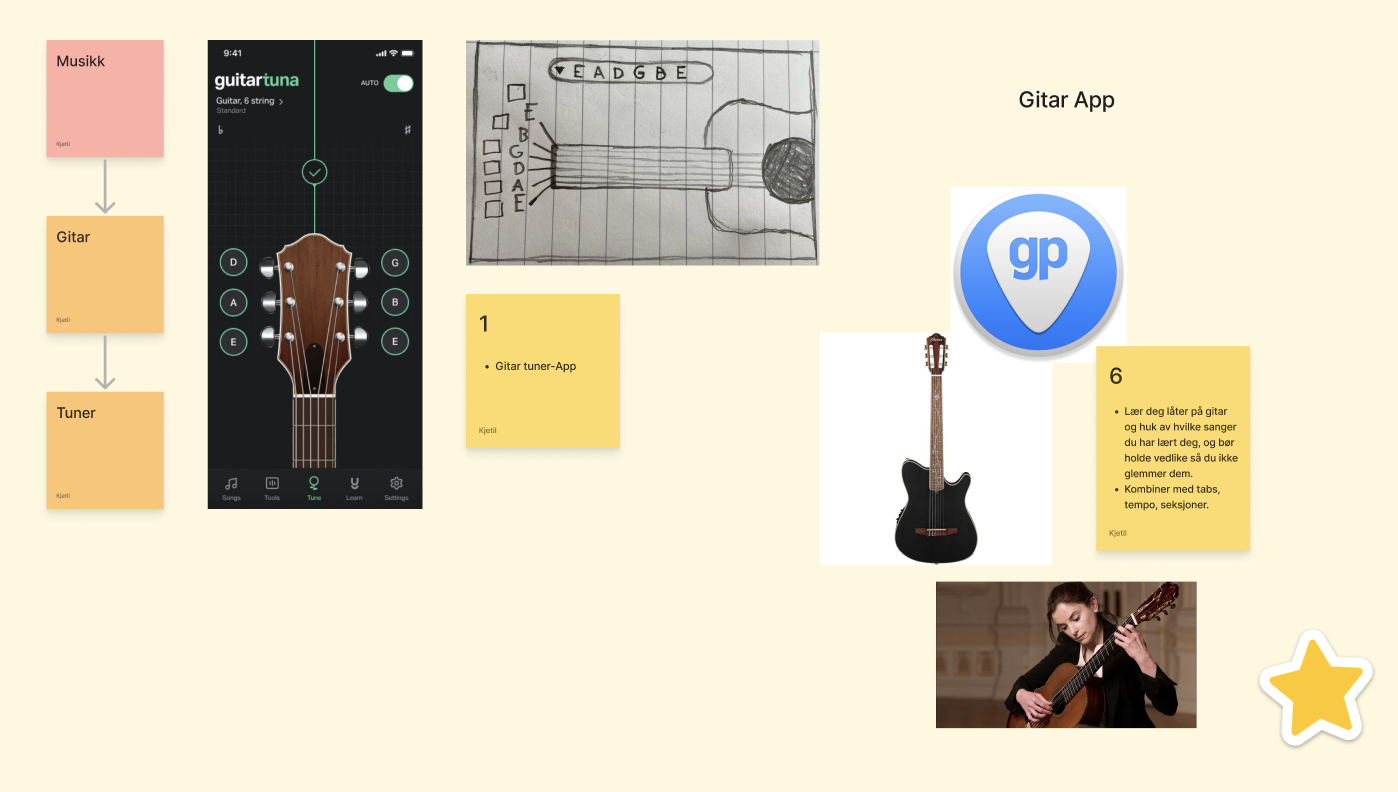 Musikk
Kjetil
Gitar
Kjetil
Tuner
Kjetil
9:41
guitartuna
AUTO
Guitar, 6 string >
Standard
♭
♯
D
G
A
B
E
E
Songs
Tools
Tune
Learn
Settings
▼ E A D G B E
E
B
G
D
A
E
1
• Gitar tuner-App
Kjetil
Gitar App
gp
6
• Lær deg låter på gitar
og huk av hvilke sanger
du har lært deg, og bør
holde vedlike så du ikke
glemmer dem.
• Kombiner med tabs,
tempo, seksjoner.
Kjetil